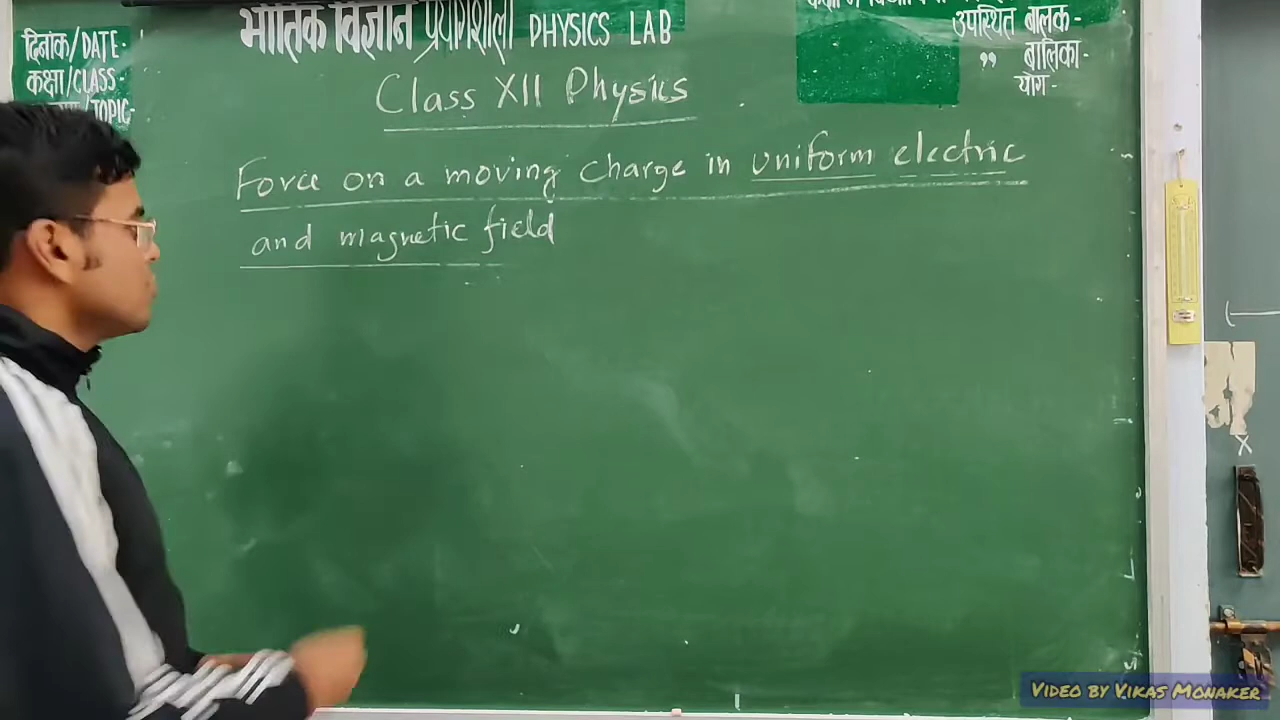 दिनांक/DATE-
कक्षा/CLASS-
/TOPIC-
भौतिक विज्ञान प्रयोगशाला PHYSICS LAB
उपस्थित बालक-
,, बालिका-
योग-
Class XII Physics
Force on a moving charge in uniform electric
and magnetic field
VIDEO BY VIKAS MONAKER